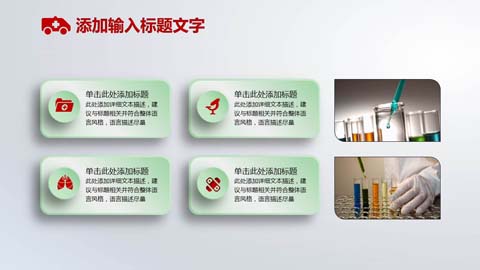 添加输入标题文字
单击此处添加标题
此处添加详细文本描述，建
议与标题相关并符合整体语
言风格，语言描述尽量
单击此处添加标题
此处添加详细文本描述，建
议与标题相关并符合整体语
言风格，语言描述尽量
单击此处添加标题
此处添加详细文本描述，建
议与标题相关并符合整体语
言风格，语言描述尽量
单击此处添加标题
此处添加详细文本描述，建
议与标题相关并符合整体语
言风格，语言描述尽量